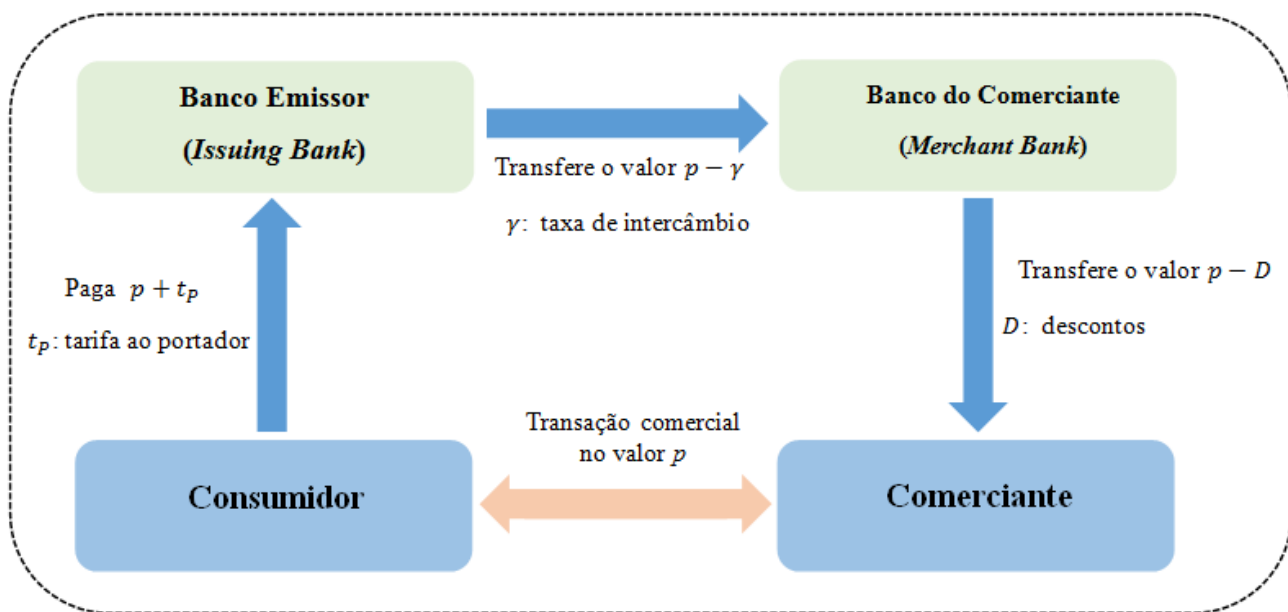 Banco Emissor
(Issuing Bank)
Banco do Comerciante
(Merchant Bank)
Transfere o valor p − γ
γ: taxa de intercâmbio
Paga p + t_P
t_P: tarifa ao portador
Transfere o valor p − D
D: descontos
Transação comercial
no valor p
Consumidor
Comerciante